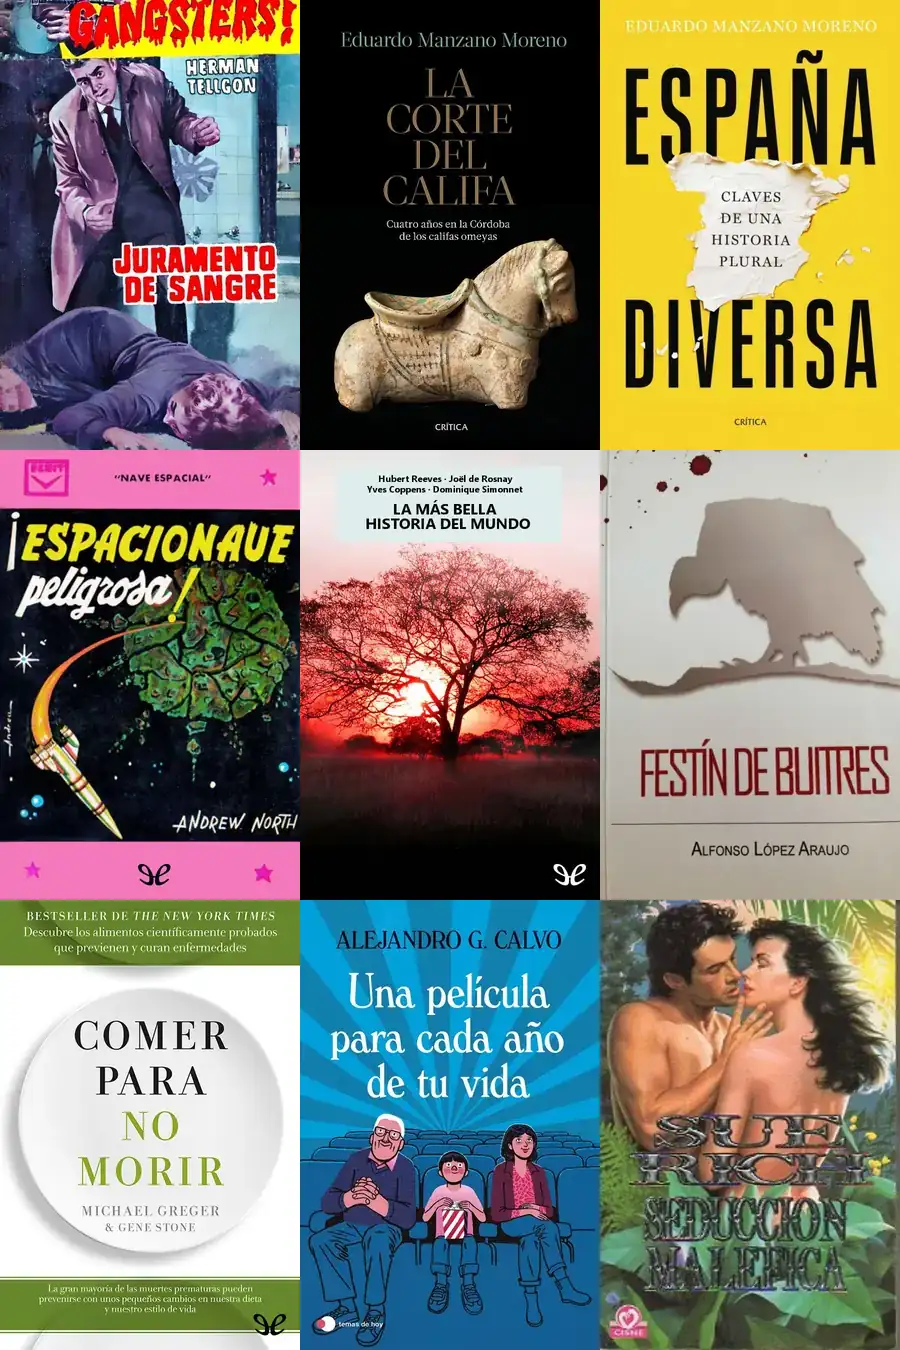 GANGSTERS!
HERMAN
TELLGON
JURAMENTO
DE SANGRE
Eduardo Manzano Moreno
LA
CORTE
DEL
CALIFA
Cuatro años en la Córdoba
de los califas omeyas
CRÍTICA
EDUARDO MANZANO MORENO
ESPAÑA
CLAVES
DE UNA
HISTORIA
PLURAL
DIVERSA
CRÍTICA
"NAVE ESPACIAL"
¡ESPACIONAVE
peligrosa!
ANDREW NORTH
Hubert Reeves · Joël de Rosnay
Yves Coppens · Dominique Simonnet
LA MÁS BELLA
HISTORIA DEL MUNDO
FESTÍN DE BUITRES
ALFONSO LÓPEZ ARAUJO
BESTSELLER DE THE NEW YORK TIMES
Descubre los alimentos científicamente probados
que previenen y curan enfermedades
COMER
PARA
NO
MORIR
MICHAEL GREGER
& GENE STONE
La gran mayoría de las muertes prematuras pueden
prevenirse con unos pequeños cambios en nuestra dieta
y nuestro estilo de vida
ALEJANDRO G. CALVO
Una película
para cada año
de tu vida
temas de hoy
SUE
RICH
SEDUCCION
MALEFICA
CISNE